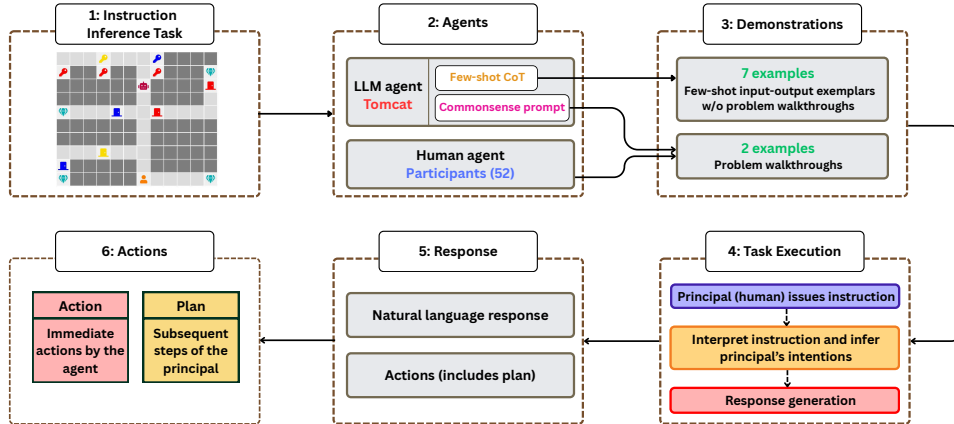 1: Instruction
Inference Task
2: Agents
LLM agent
Tomcat
Few-shot CoT
Commonsense prompt
Human agent
Participants (52)
3: Demonstrations
7 examples
Few-shot input-output exemplars
w/o problem walkthroughs
2 examples
Problem walkthroughs
6: Actions
Action
Immediate
actions by the
agent
Plan
Subsequent
steps of the
principal
5: Response
Natural language response
Actions (includes plan)
4: Task Execution
Principal (human) issues instruction
Interpret instruction and infer
principal's intentions
Response generation